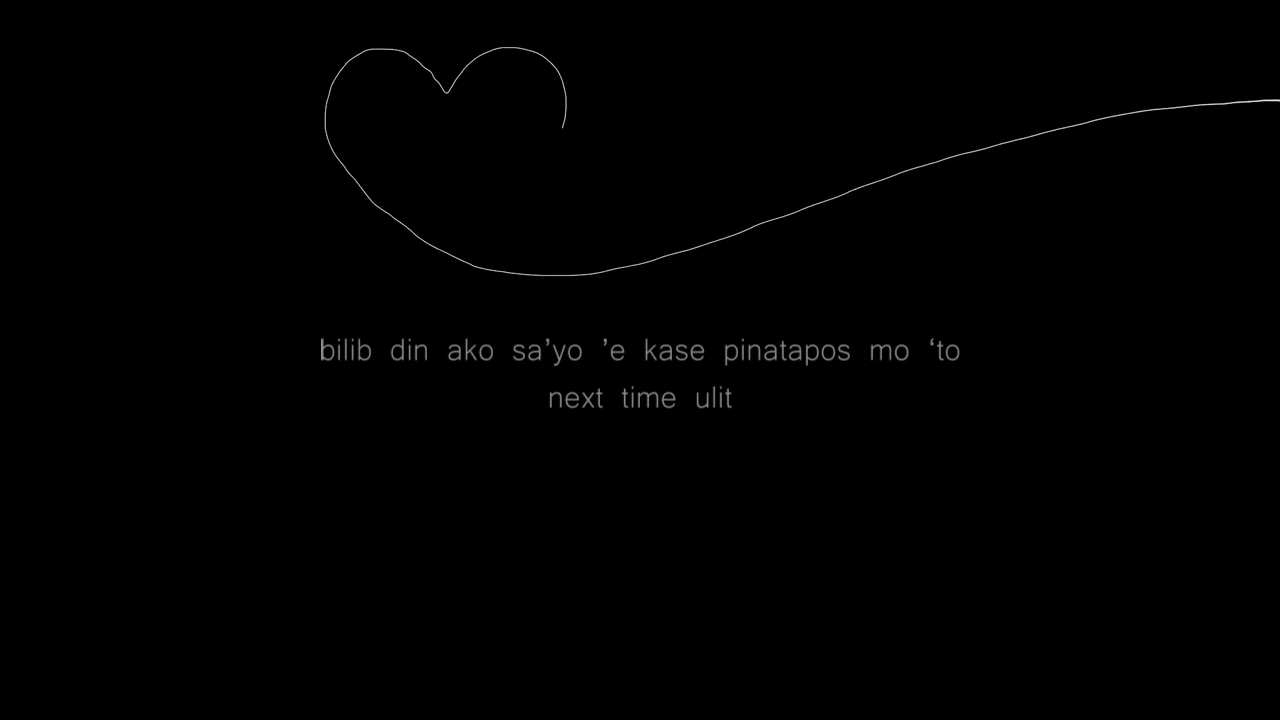 bilib din ako sa’yo ’e kase pinatapos mo ‘to
next time ulit